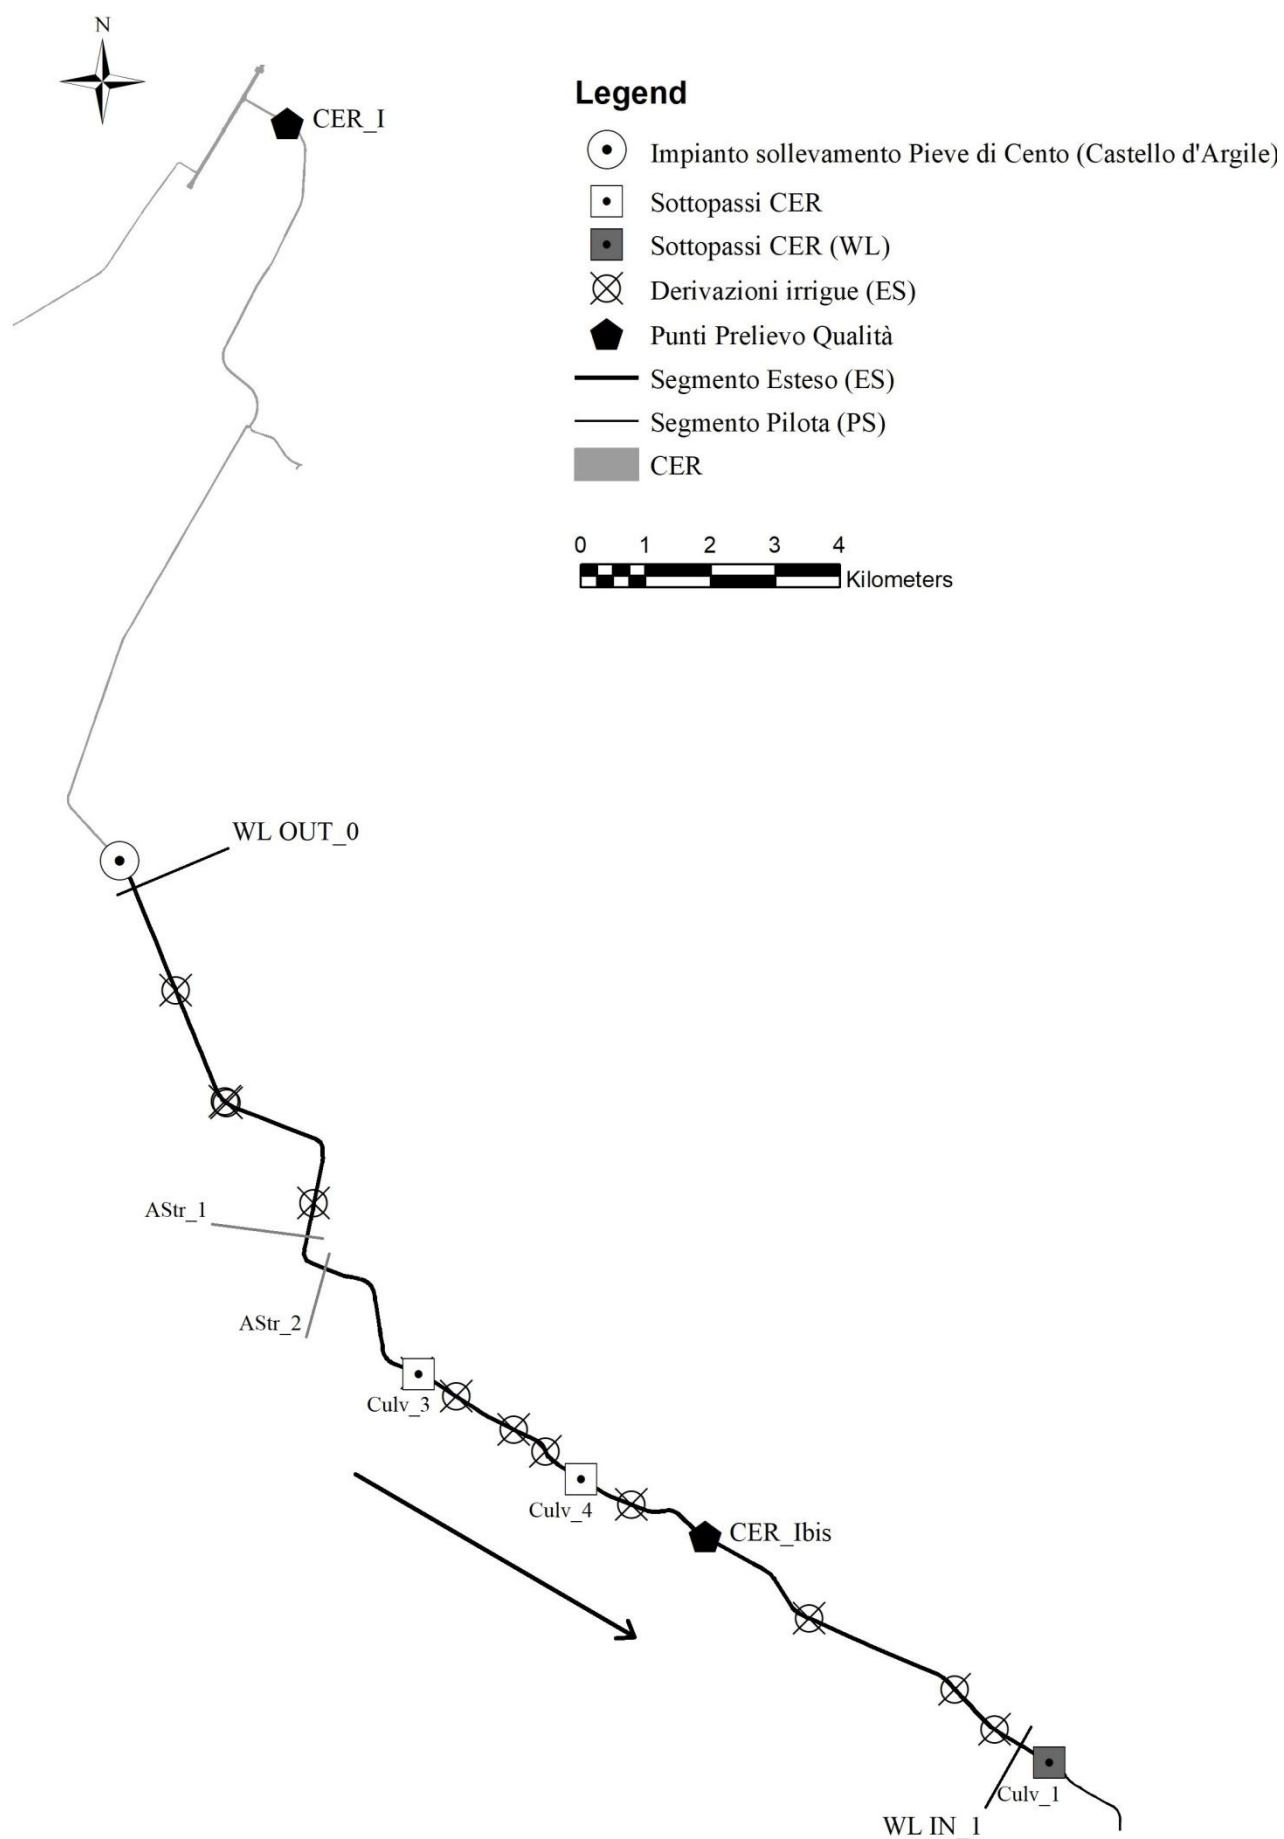 N
CER_I
Legend
Impianto sollevamento Pieve di Cento (Castello d'Argile)
Sottopassi CER
Sottopassi CER (WL)
Derivazioni irrigue (ES)
Punti Prelievo Qualità
Segmento Esteso (ES)
Segmento Pilota (PS)
CER
0 1 2 3 4
Kilometers
WL OUT_0
AStr_1
AStr_2
Culv_3
Culv_4
CER_Ibis
Culv_1
WL IN_1